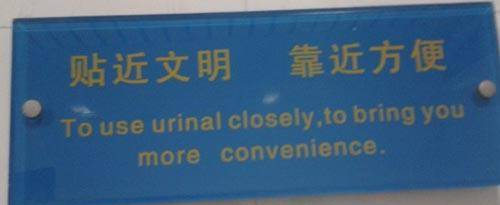 贴近文明 靠近方便
To use urinal closely,to bring you
more convenience.